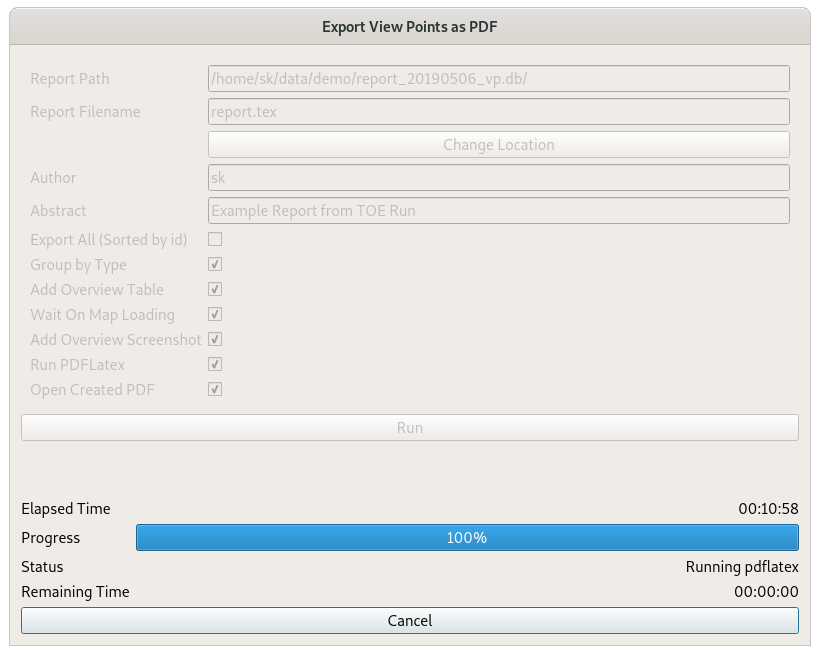 Export View Points as PDF
Report Path /home/sk/data/demo/report_20190506_vp.db/
Report Filename report.tex
Change Location
Author sk
Abstract Example Report from TOE Run
Export All (Sorted by id)
Group by Type
Add Overview Table
Wait On Map Loading
Add Overview Screenshot
Run PDFLatex
Open Created PDF
Run
Elapsed Time 00:10:58
Progress 100%
Status Running pdflatex
Remaining Time 00:00:00
Cancel